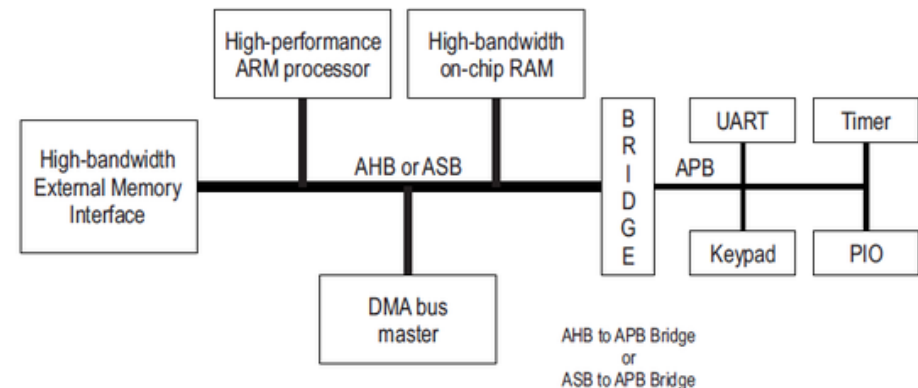 High-performance
ARM processor
High-bandwidth
on-chip RAM
High-bandwidth
External Memory
Interface
AHB or ASB
B
R
I
D
G
E
APB
UART
Timer
Keypad
PIO
DMA bus
master
AHB to APB Bridge
or
ASB to APB Bridge